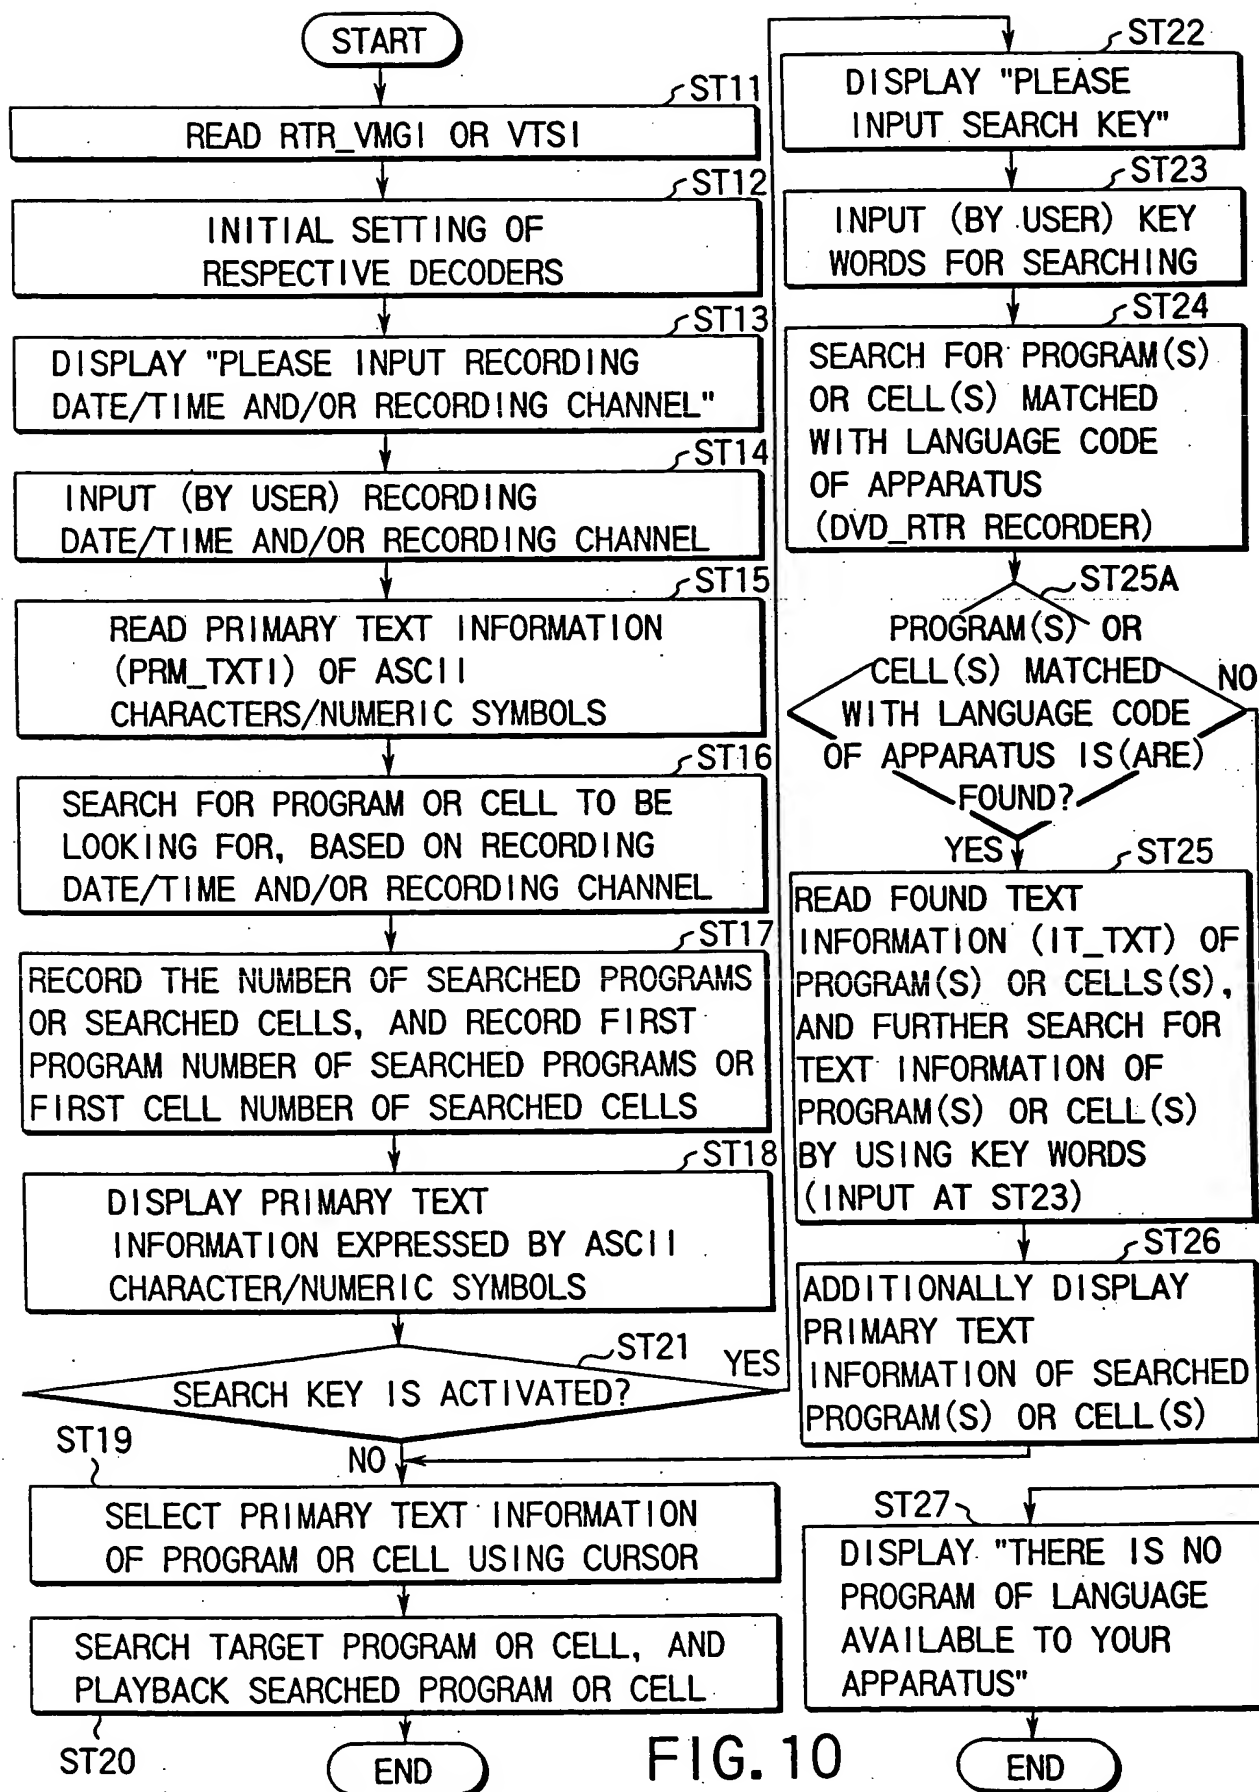 START
ST11
READ RTR_VMGI OR VTSI
ST12
INITIAL SETTING OF
RESPECTIVE DECODERS
ST13
DISPLAY "PLEASE INPUT RECORDING
DATE/TIME AND/OR RECORDING CHANNEL"
ST14
INPUT (BY USER) RECORDING
DATE/TIME AND/OR RECORDING CHANNEL
ST15
READ PRIMARY TEXT INFORMATION
(PRM_TXTI) OF ASCII
CHARACTERS/NUMERIC SYMBOLS
ST16
SEARCH FOR PROGRAM OR CELL TO BE
LOOKING FOR, BASED ON RECORDING
DATE/TIME AND/OR RECORDING CHANNEL
ST17
RECORD THE NUMBER OF SEARCHED PROGRAMS
OR SEARCHED CELLS, AND RECORD FIRST
PROGRAM NUMBER OF SEARCHED PROGRAMS OR
FIRST CELL NUMBER OF SEARCHED CELLS
ST18
DISPLAY PRIMARY TEXT
INFORMATION EXPRESSED BY ASCII
CHARACTER/NUMERIC SYMBOLS
ST21
YES
SEARCH KEY IS ACTIVATED?
NO
ST19
SELECT PRIMARY TEXT INFORMATION
OF PROGRAM OR CELL USING CURSOR
SEARCH TARGET PROGRAM OR CELL, AND
PLAYBACK SEARCHED PROGRAM OR CELL
ST20
END
ST22
DISPLAY "PLEASE
INPUT SEARCH KEY"
ST23
INPUT (BY USER) KEY
WORDS FOR SEARCHING
ST24
SEARCH FOR PROGRAM(S)
OR CELL(S) MATCHED
WITH LANGUAGE CODE
OF APPARATUS
(DVD_RTR RECORDER)
ST25A
PROGRAM(S) OR
CELL(S) MATCHED
WITH LANGUAGE CODE
OF APPARATUS IS(ARE)
FOUND?
NO
YES
ST25
READ FOUND TEXT
INFORMATION (IT_TXT) OF
PROGRAM(S) OR CELLS(S),
AND FURTHER SEARCH FOR
TEXT INFORMATION OF
PROGRAM(S) OR CELL(S)
BY USING KEY WORDS
(INPUT AT ST23)
ST26
ADDITIONALLY DISPLAY
PRIMARY TEXT
INFORMATION OF SEARCHED
PROGRAM(S) OR CELL(S)
ST27
DISPLAY "THERE IS NO
PROGRAM OF LANGUAGE
AVAILABLE TO YOUR
APPARATUS"
END
FIG. 10